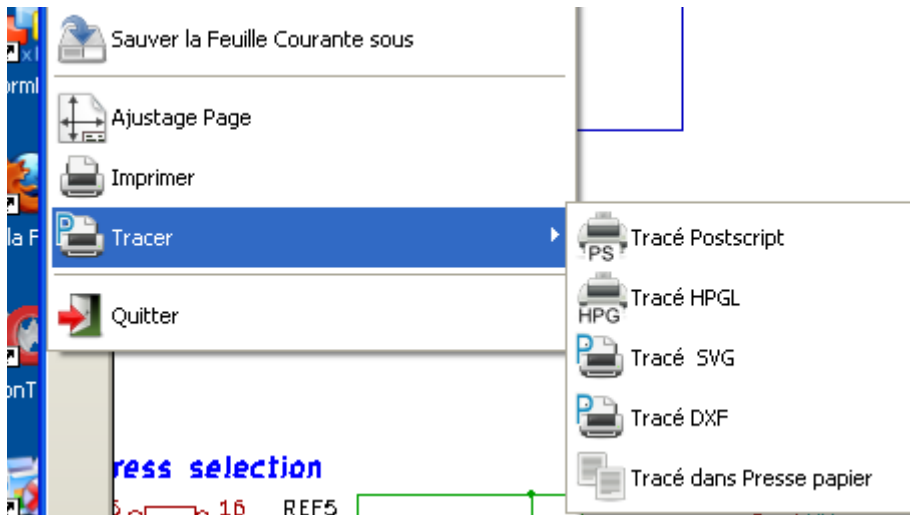 Sauver la Feuille Courante sous
Ajustage Page
Imprimer
Tracer
Quitter
Tracé Postscript
PS
Tracé HPGL
HPG
Tracé SVG
Tracé DXF
Tracé dans Presse papier
ress selection
16 REF5